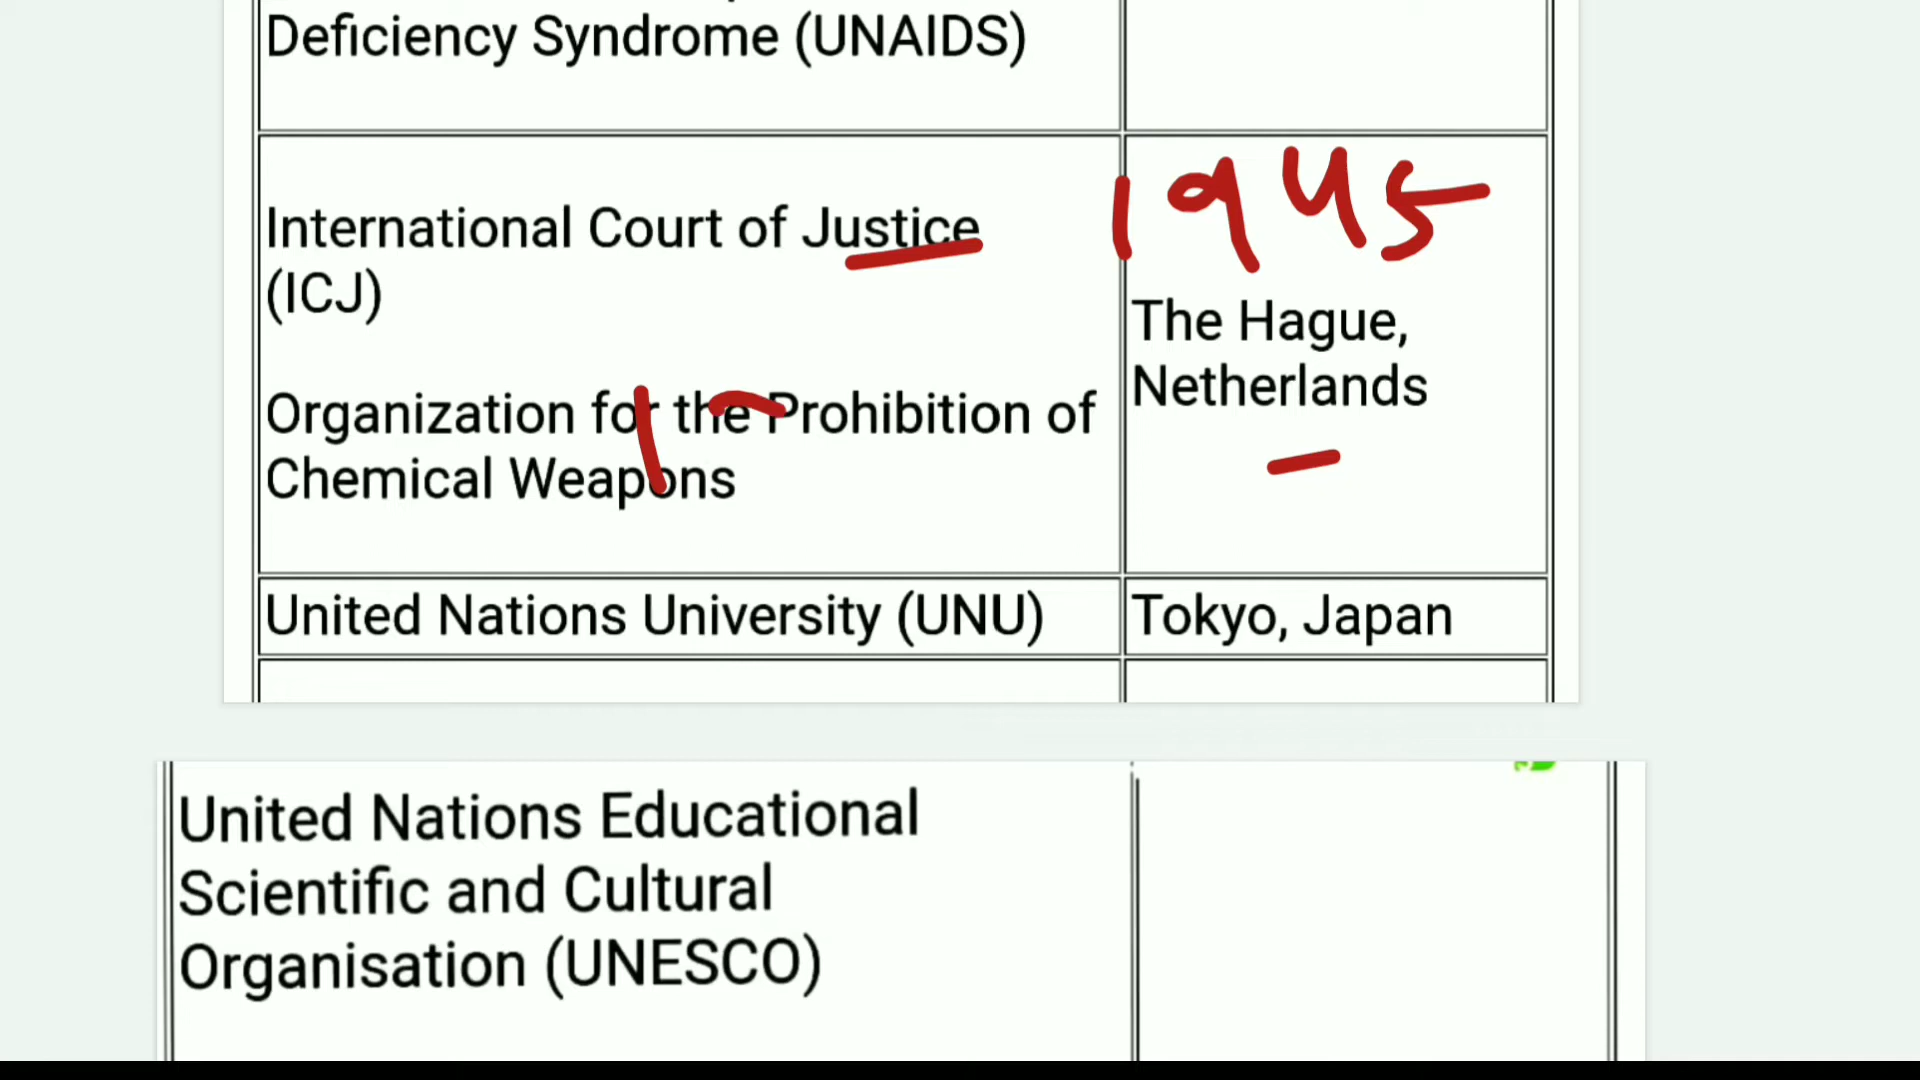 Deficiency Syndrome (UNAIDS)
International Court of Justice
(ICJ)
1945
The Hague,
Netherlands
Organization for the Prohibition of
Chemical Weapons
United Nations University (UNU)
Tokyo, Japan
United Nations Educational
Scientific and Cultural
Organisation (UNESCO)